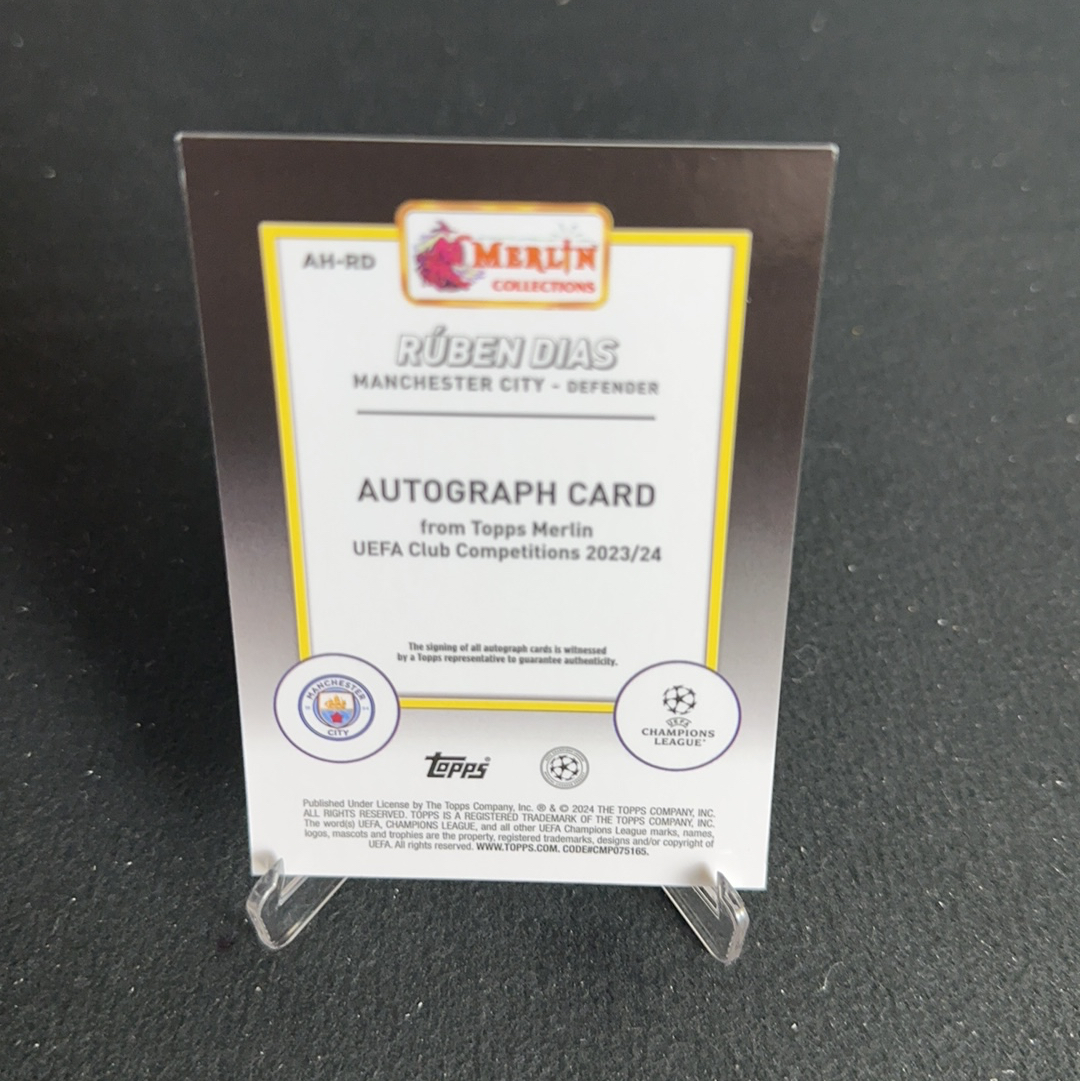 AH-RD
MERLIN
COLLECTIONS
RÚBEN DIAS
MANCHESTER CITY - DEFENDER
AUTOGRAPH CARD
from Topps Merlin
UEFA Club Competitions 2023/24
The signing of all autograph cards is witnessed
by a Topps representative to guarantee authenticity.
MANCHESTER
CITY
UEFA
CHAMPIONS
LEAGUE
topps®
Published Under License by The Topps Company, Inc. ® & © 2024 THE TOPPS COMPANY, INC.
ALL RIGHTS RESERVED. TOPPS IS A REGISTERED TRADEMARK OF THE TOPPS COMPANY, INC.
The word(s) UEFA, CHAMPIONS LEAGUE, and all other UEFA Champions League marks, names,
logos, mascots and trophies are the property, registered trademarks, designs and/or copyright of
UEFA. All rights reserved. WWW.TOPPS.COM. CODE#CMP075165.